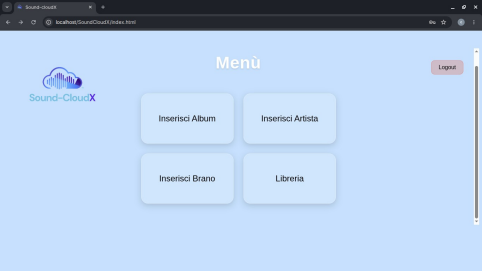 Sound-cloudX
localhost/SoundCloudX/index.html
Menù
Logout
Sound-CloudX
Inserisci Album
Inserisci Artista
Inserisci Brano
Libreria